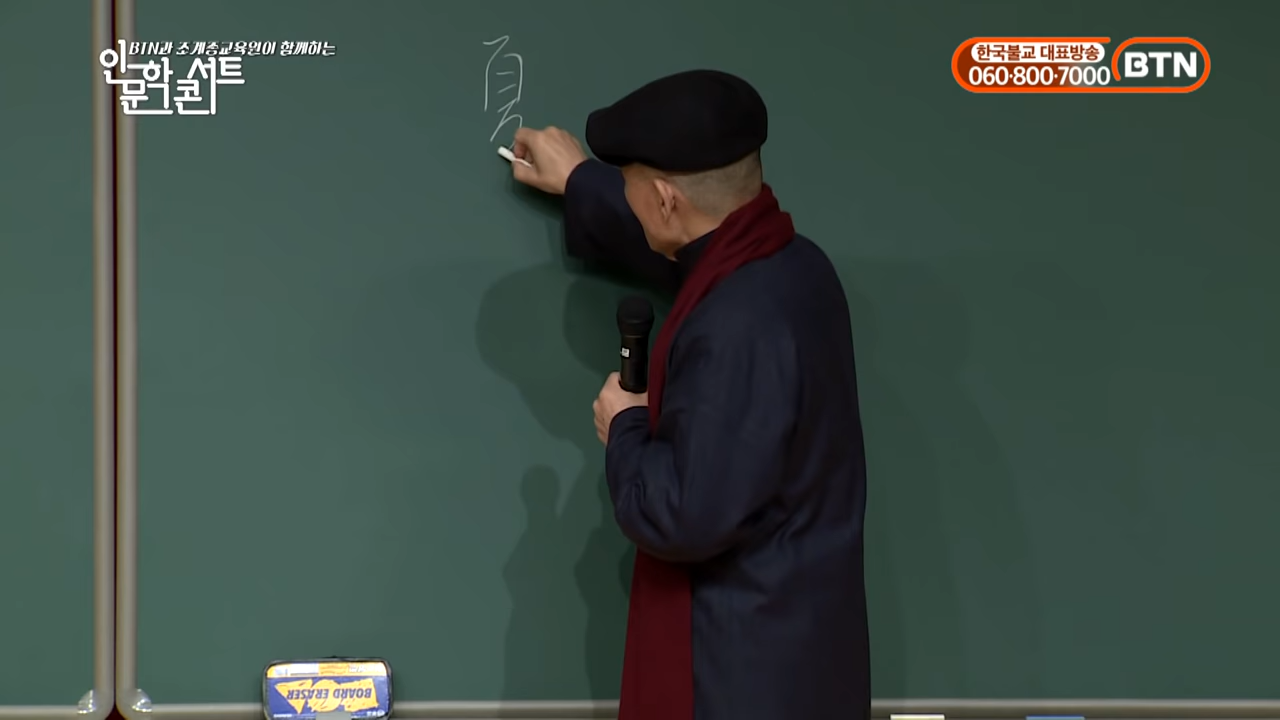 BTN과 조계종교육원이 함께하는
인문학 콘서트
한국불교 대표방송
060·800·7000
BTN
夏
BOARD ERASER